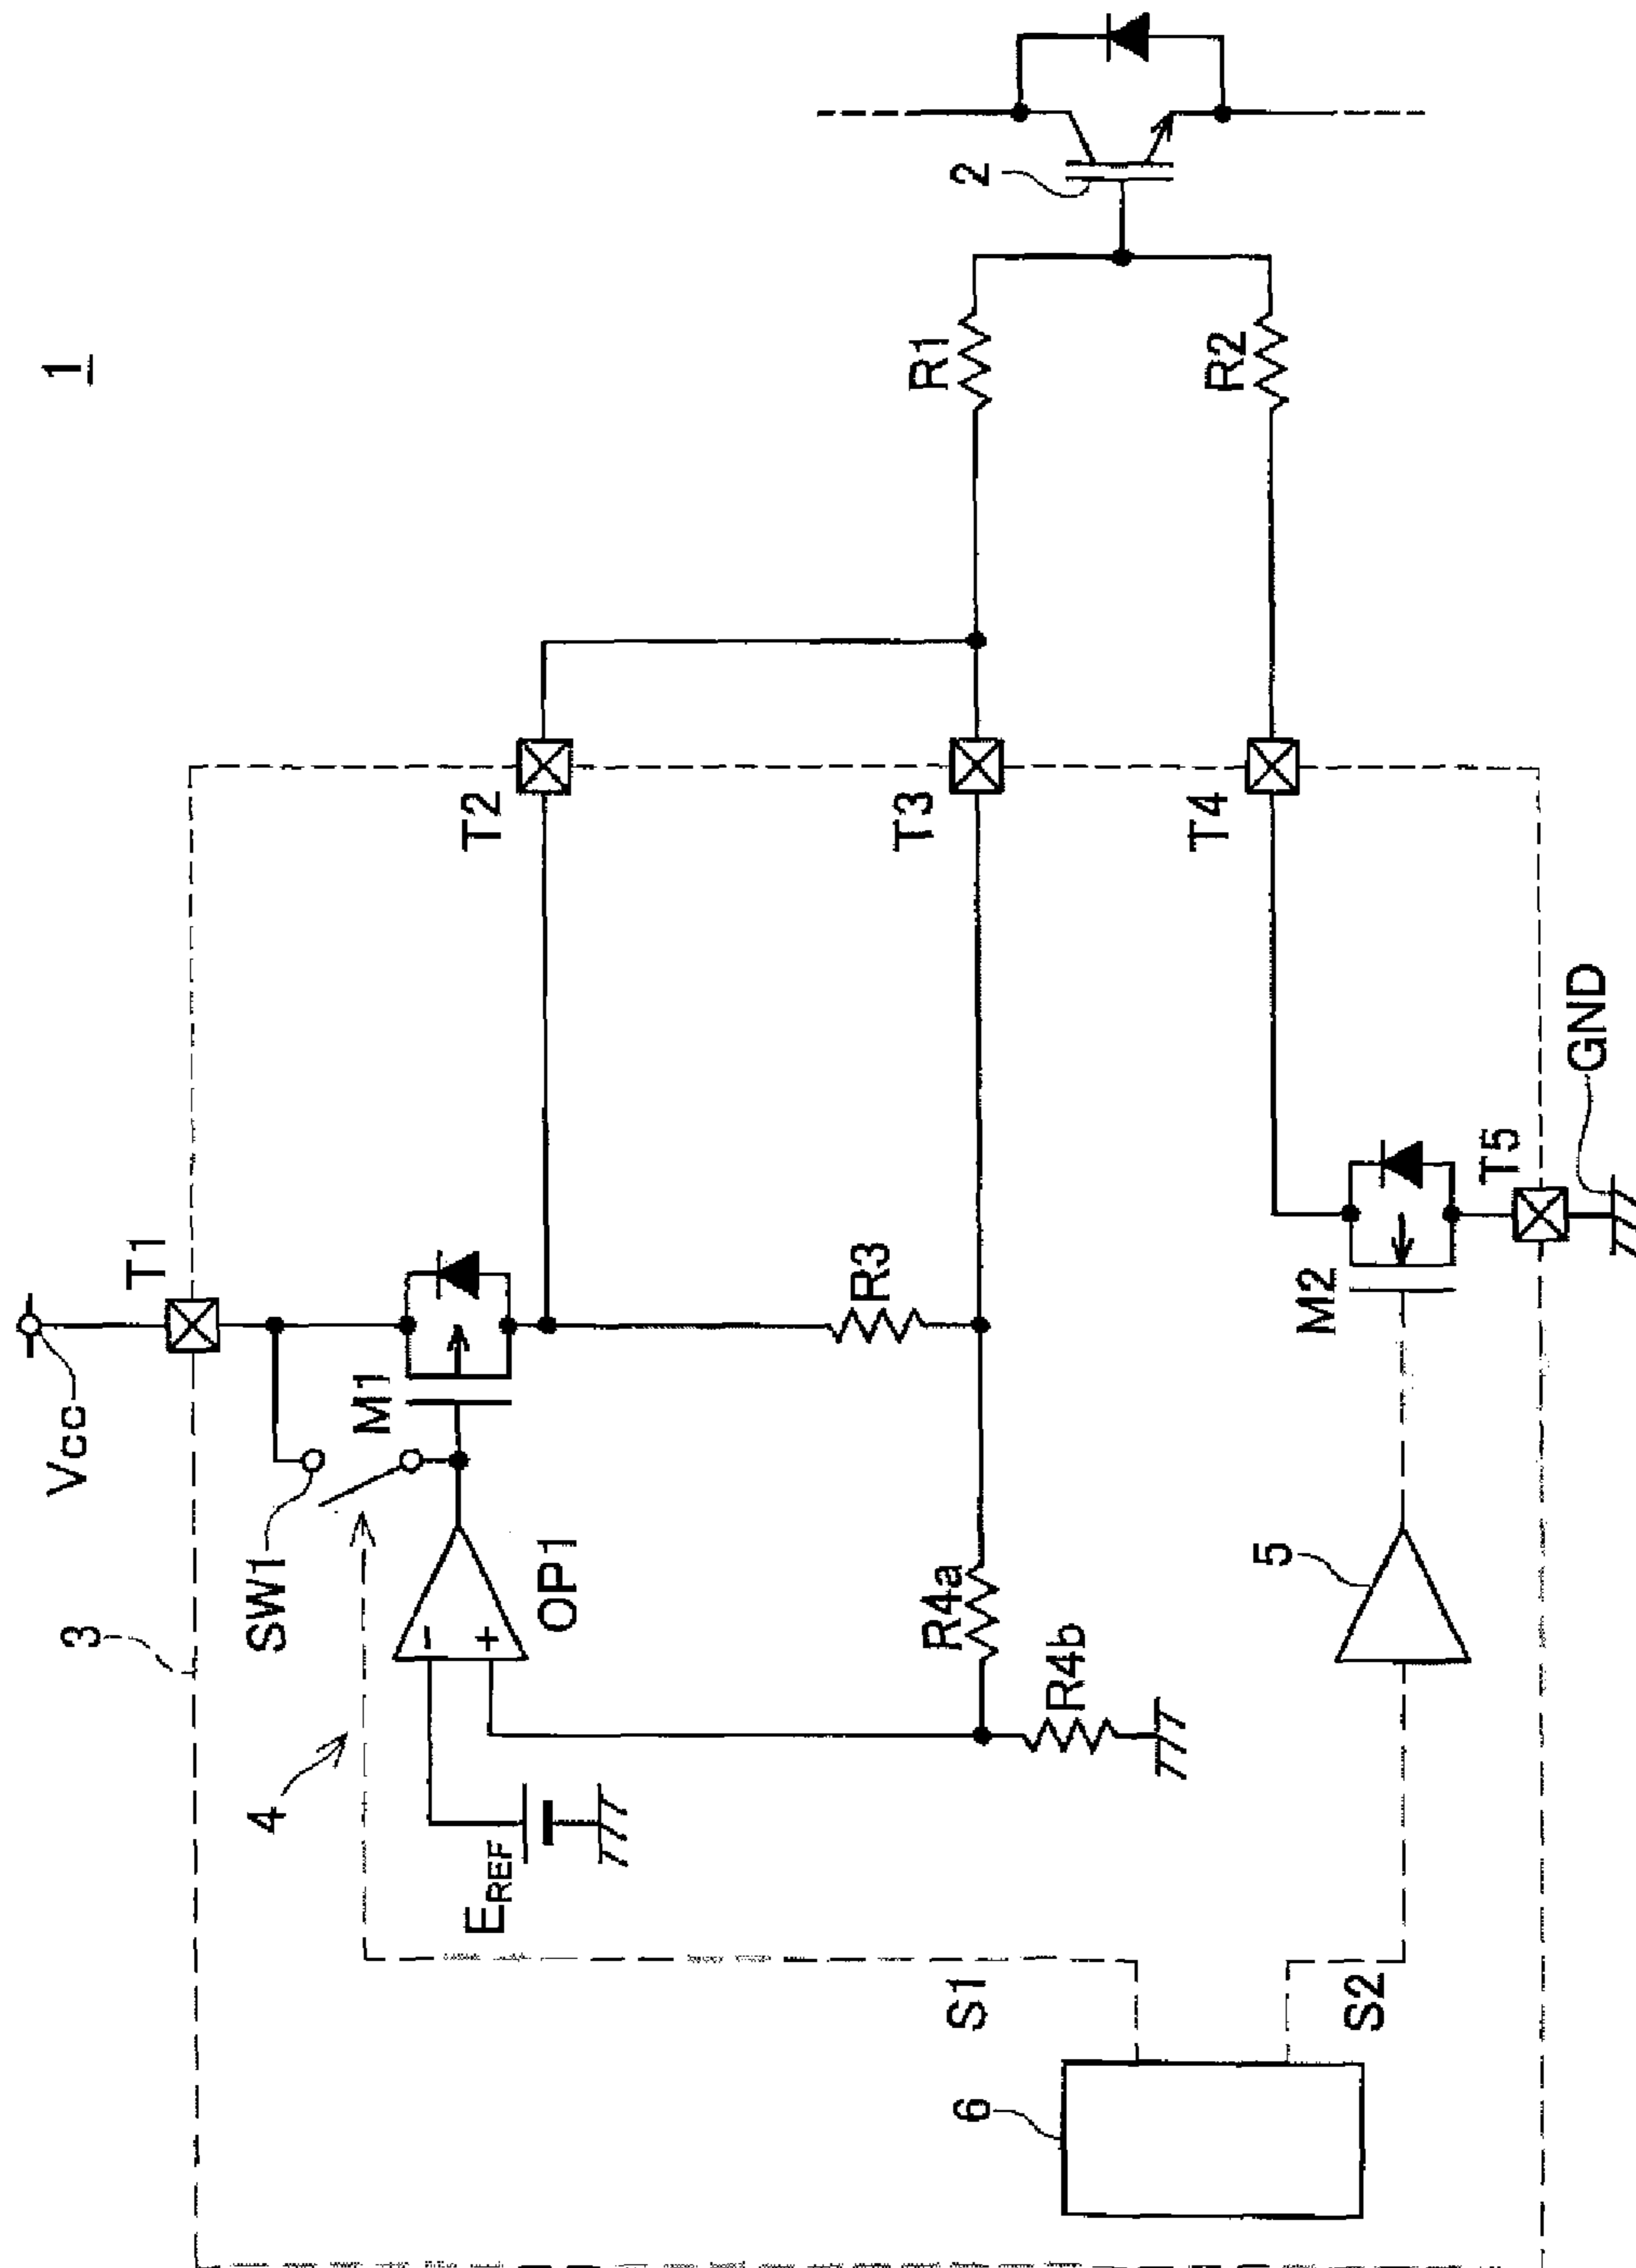 1
Vcc
T1
3
SW1
M1
4
OP1
-
+
EREF
T2
R3
R4a
R4b
T3
R1
2
R2
T4
S1
S2
6
5
M2
T5
GND